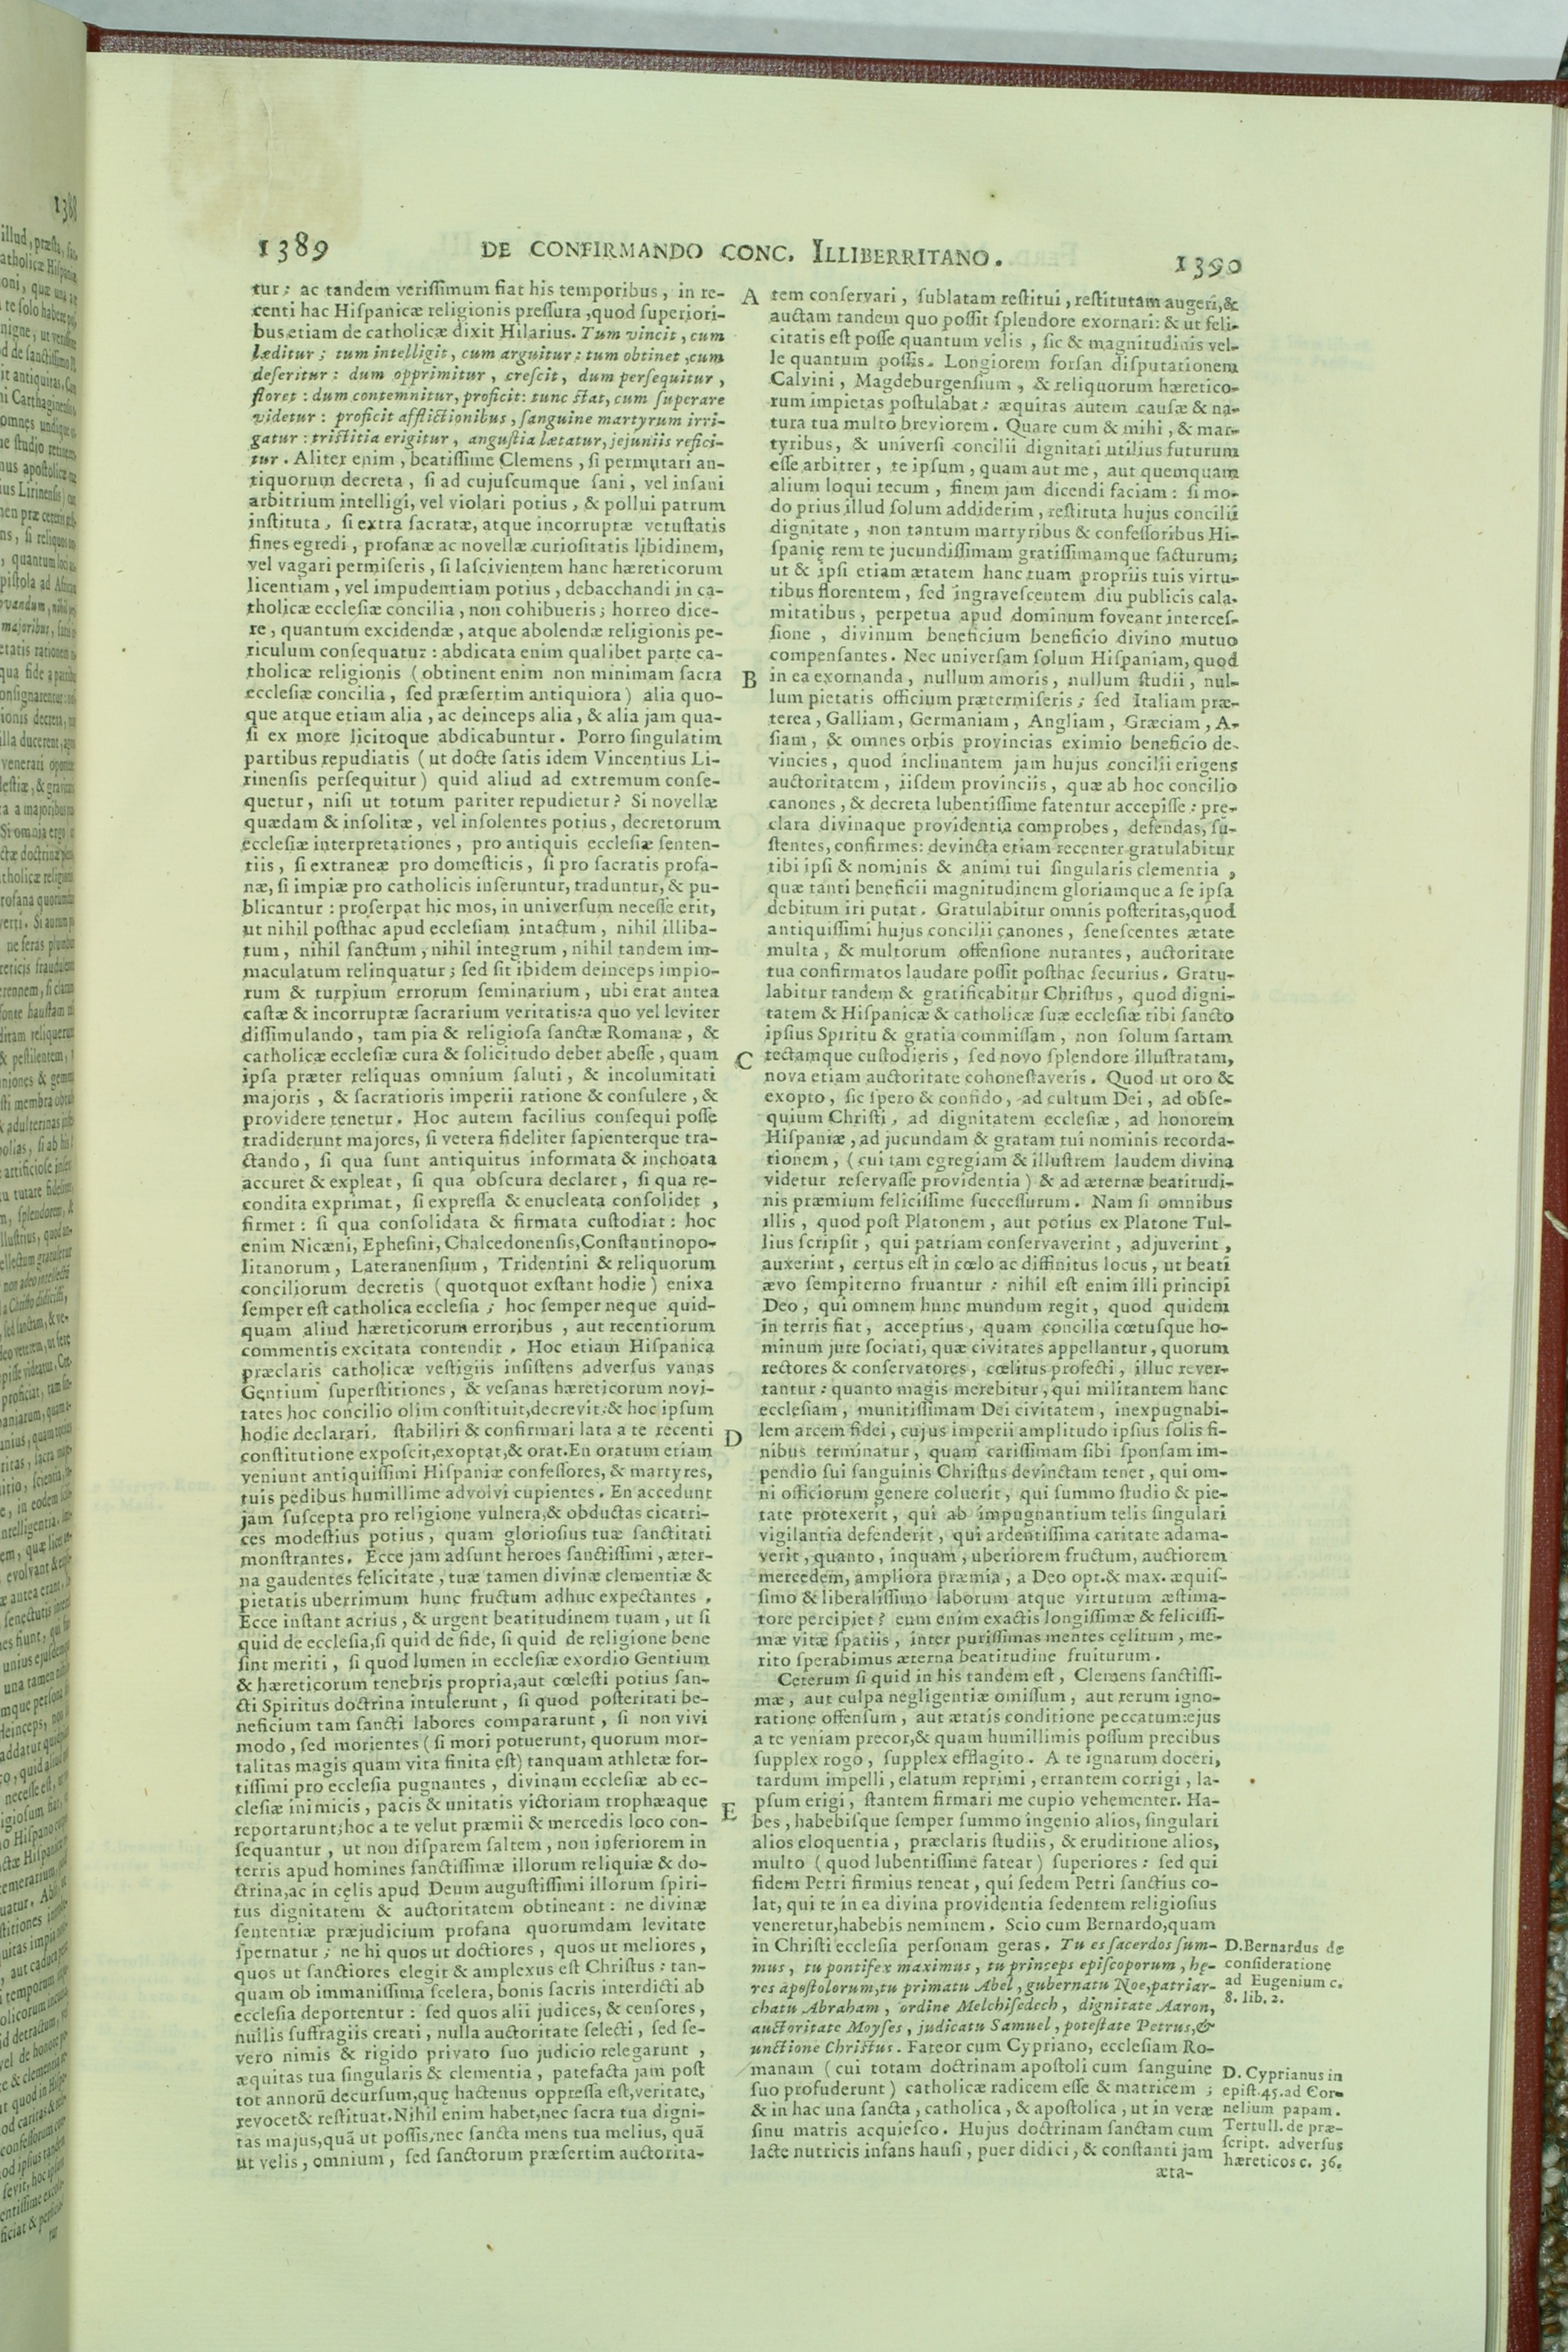 1389 DE CONFIRMANDO CONC. ILLIBERRITANO. 1390
tur; ac tandem veriſſimum fiat his temporibus, in re-
centi hac Hiſpanicæ religionis preſſura, quod ſuperiori-
bus etiam de catholicæ dixit Hilarius. Tum vincit, cum
læditur; tum intelligit, cum arguitur: tum obtinet, cum
deſeritur: dum opprimitur, creſcit, dum perſequitur,
floret: dum contemnitur, proficit: tunc ſtat, cum ſuperare
videtur: proficit afflictionibus, ſanguine martyrum irri-
gatur: triſtitia erigitur, anguſtia lætatur, jejuniis refici-
tur. Aliter enim, beatiſſime Clemens, ſi permutari an-
tiquorum decreta, ſi ad cujuſcumque ſani, vel inſani
arbitrium intelligi, vel violari potius, & pollui patrum
inſtituta, ſi extra ſacratæ, atque incorruptæ vetuſtatis
fines egredi, profanæ ac novellæ curioſitatis libidinem,
vel vagari permiſeris, ſi laſcivientem hanc hæreticorum
licentiam, vel impudentiam potius, debacchandi in ca-
tholicæ eccleſiæ concilia, non cohibueris; horreo dice-
re, quantum excidendæ, atque abolendæ religionis pe-
riculum conſequatur: abdicata enim qualibet parte ca-
tholicæ religionis (obtinent enim non minimam ſacra
eccleſiæ concilia, ſed præſertim antiquiora) alia quo-
que atque etiam alia, ac deinceps alia, & alia jam qua-
ſi ex more licitoque abdicabuntur. Porro ſingulatim
partibus repudiatis (ut docte ſatis idem Vincentius Li-
rinenſis perſequitur) quid aliud ad extremum conſe-
quetur, niſi ut totum pariter repudietur? Si novellæ
quædam & inſolitæ, vel inſolentes potius, decretorum
eccleſiæ interpretationes, pro antiquis eccleſiæ ſenten-
tiis, ſi extraneæ pro domeſticis, ſi pro ſacratis profa-
næ, ſi impiæ pro catholicis inſeruntur, traduntur, & pu-
blicantur: proſerpat hic mos, in univerſum neceſſe erit,
ut nihil poſthac apud eccleſiam intactum, nihil illiba-
tum, nihil ſanctum, nihil integrum, nihil tandem im-
maculatum relinquatur; ſed ſit ibidem deinceps impio-
rum & turpium errorum ſeminarium, ubi erat antea
caſtæ & incorruptæ ſacrarium veritatis: a quo vel leviter
diſſimulando, tam pia & religioſa ſanctæ Romanæ, &
catholicæ eccleſiæ cura & ſolicitudo debet abeſſe, quam
ipſa præter reliquas omnium ſaluti, & incolumitati
majoris, & ſacratioris imperii ratione & conſulere, &
providere tenetur. Hoc autem facilius conſequi poſſe
tradiderunt majores, ſi vetera fideliter ſapienterque tra-
ctando, ſi qua ſunt antiquitus informata & inchoata
accuret & expleat, ſi qua obſcura declaret, ſi qua re-
condita exprimat, ſi expreſſa & enucleata conſolidet,
firmet: ſi qua conſolidata & firmata cuſtodiat: hoc
enim Nicæni, Epheſini, Chalcedonenſis, Conſtantinopo-
litanorum, Lateranenſium, Tridentini & reliquorum
conciliorum decretis (quotquot exſtant hodie) enixa
ſemper eſt catholica eccleſia; hoc ſemper neque quid-
quam aliud hæreticorum erroribus, aut recentiorum
commentis excitata contendit. Hoc etiam Hiſpanica
præclaris catholicæ veſtigiis inſiſtens adverſus vanas
Gentium ſuperſtitiones, & veſanas hæreticorum novi-
tates hoc concilio olim conſtituit, decrevit: & hoc ipſum
hodie declarari, ſtabiliri & confirmari lata a te recenti
conſtitutione expoſcit, exoptat, & orat. En oratum etiam
veniunt antiquiſſimi Hiſpaniæ confeſſores, & martyres,
tuis pedibus humillime advolvi cupientes. En accedunt
jam ſuſcepta pro religione vulnera, & obductas cicatri-
ces modeſtius potius, quam glorioſius tuæ ſanctitati
monſtrantes. Ecce jam adſunt heroes ſanctiſſimi, æter-
na gaudentes felicitate, tuæ tamen divinæ clementiæ &
pietatis uberrimum hunc fructum adhuc expectantes.
Ecce inſtant acrius, & urgent beatitudinem tuam, ut ſi
quid de eccleſia, ſi quid de fide, ſi quid de religione bene
ſint meriti, ſi quod lumen in eccleſiæ exordio Gentium
& hæreticorum tenebris propria, aut cœleſti potius ſan-
cti Spiritus doctrina intulerunt, ſi quod poſteritati be-
neficium tam ſancti labores compararunt, ſi non vivi
modo, ſed morientes (ſi mori potuerunt, quorum mor-
talitas magis quam vita finita eſt) tanquam athletæ for-
tiſſimi pro eccleſia pugnantes, divinam eccleſiæ ab ec-
cleſiæ inimicis, pacis & unitatis victoriam trophæaque
reportarunt; hoc a te velut præmii & mercedis loco con-
ſequantur, ut non diſparem ſaltem, non inferiorem in
terris apud homines ſanctiſſimæ illorum reliquiæ & do-
ctrina, ac in cęlis apud Deum auguſtiſſimi illorum ſpiri-
tus dignitatem & auctoritatem obtineant: ne divinæ
ſententiæ præjudicium profana quorumdam levitate
ſpernatur; ne hi quos ut doctiores, quos ut meliores,
quos ut ſanctiores elegit & amplexus eſt Chriſtus: tan-
quam ob immaniſſima ſcelera, bonis ſacris interdicti ab
eccleſia deportentur: ſed quos alii judices, & cenſores,
nullis ſuffragiis creati, nulla auctoritate ſelecti, ſed ſe-
vero nimis & rigido privato ſuo judicio relegarunt,
æquitas tua ſingularis & clementia, patefacta jam poſt
tot annorū decurſum, quę hactenus oppreſſa eſt, veritate,
revocet & reſtituat. Nihil enim habet, nec ſacra tua digni-
tas majus, quā ut poſſis, nec ſancta mens tua melius, quā
ut velis, omnium, ſed ſanctorum præſertim auctorita-
A tem conſervari, ſublatam reſtitui, reſtitutam augeri, &
auctam tandem quo poſſit ſplendore exornari: & ut feli-
citatis eſt poſſe quantum velis, ſic & magnitudinis vel-
le quantum poſſis. Longiorem forſan diſputationem
Calvini, Magdeburgenſium, & reliquorum hæretico-
rum impietas poſtulabat: æquitas autem cauſæ & na-
tura tua multo breviorem. Quare cum & mihi, & mar-
tyribus, & univerſi concilii dignitati utilius futurum
eſſe arbitrer, te ipſum, quam aut me, aut quemquam
alium loqui tecum, finem jam dicendi faciam: ſi mo-
do prius illud ſolum addiderim, reſtituta hujus concilii
dignitate, non tantum martyribus & confeſſoribus Hi-
ſpanię rem te jucundiſſimam gratiſſimamque facturum;
ut & ipſi etiam ætatem hanc tuam propriis tuis virtu-
tibus florentem, ſed ingraveſcentem diu publicis cala-
mitatibus, perpetua apud dominum foveant interceſ-
ſione, divinum beneficium beneficio divino mutuo
compenſantes. Nec univerſam ſolum Hiſpaniam, quod
B in ea exornanda, nullum amoris, nullum ſtudii, nul-
lum pietatis officium prætermiſeris; ſed Italiam præ-
terea, Galliam, Germaniam, Angliam, Græciam, A-
ſiam, & omnes orbis provincias eximio beneficio de-
vincies, quod inclinantem jam hujus concilii erigens
auctoritatem, iiſdem provinciis, quæ ab hoc concilio
canones, & decreta lubentiſſime fatentur accepiſſe: pre-
clara divinaque providentia comprobes, defendas, ſu-
ſtentes, confirmes: devincta etiam recenter gratulabitur
tibi ipſi & nominis & animi tui ſingularis clementia,
quæ tanti beneficii magnitudinem gloriamque a ſe ipſa
debitum iri putat. Gratulabitur omnis poſteritas, quod
antiquiſſimi hujus concilii canones, ſeneſcentes ætate
multa, & multorum offenſione nutantes, auctoritate
tua confirmatos laudare poſſit poſthac ſecurius. Gratu-
labitur tandem & gratificabitur Chriſtus, quod digni-
tatem & Hiſpanicæ & catholicæ ſuæ eccleſiæ tibi ſancto
ipſius Spiritu & gratia commiſſam, non ſolum ſartam
C tectamque cuſtodieris, ſed novo ſplendore illuſtratam,
nova etiam auctoritate cohoneſtaveris. Quod ut oro &
exopto, ſic ſpero & confido, ad cultum Dei, ad obſe-
quium Chriſti, ad dignitatem eccleſiæ, ad honorem
Hiſpaniæ, ad jucundam & gratam tui nominis recorda-
tionem, (cui tam egregiam & illuſtrem laudem divina
videtur reſervaſſe providentia) & ad æternæ beatitudi-
nis præmium feliciſſime ſucceſſurum. Nam ſi omnibus
illis, quod poſt Platonem, aut potius ex Platone Tul-
lius ſcripſit, qui patriam conſervaverint, adjuverint,
auxerint, certus eſt in cœlo ac diffinitus locus, ut beati
ævo ſempiterno fruantur: nihil eſt enim illi principi
Deo, qui omnem hunc mundum regit, quod quidem
in terris fiat, acceptius, quam concilia cœtuſque ho-
minum jure ſociati, quæ civitates appellantur, quorum
rectores & conſervatores, cœlitus profecti, illuc rever-
tantur: quanto magis merebitur, qui militantem hanc
eccleſiam, munitiſſimam Dei civitatem, inexpugnabi-
D lem arcem fidei, cujus imperii amplitudo ipſius ſolis fi-
nibus terminatur, quam cariſſimam ſibi ſponſam im-
pendio ſui ſanguinis Chriſtus devinctam tenet, qui om-
ni officiorum genere coluerit, qui ſummo ſtudio & pie-
tate protexerit, qui ab impugnantium telis ſingulari
vigilantia defenderit, qui ardentiſſima caritate adama-
verit, quanto, inquam, uberiorem fructum, auctiorem
mercedem, ampliora præmia, a Deo opt. & max. æquiſ-
ſimo & liberaliſſimo laborum atque virtutum æſtima-
tore percipiet? eum enim exactis longiſſimæ & feliciſſi-
mæ vitæ ſpatiis, inter puriſſimas mentes cęlitum, me-
rito ſperabimus æterna beatitudine fruiturum.
Ceterum ſi quid in his tandem eſt, Clemens ſanctiſſi-
mæ, aut culpa negligentiæ omiſſum, aut rerum igno-
ratione offenſum, aut ætatis conditione peccatum: ejus
a te veniam precor, & quam humillimis poſſum precibus
ſupplex rogo, ſupplex efflagito. A te ignarum doceri,
tardum impelli, elatum reprimi, errantem corrigi, la-
E pſum erigi, ſtantem firmari me cupio vehementer. Ha-
bes, habebiſque ſemper ſummo ingenio alios, ſingulari
alios eloquentia, præclaris ſtudiis, & eruditione alios,
multo (quod lubentiſſime fatear) ſuperiores: ſed qui
fidem Petri firmius teneat, qui ſedem Petri ſanctius co-
lat, qui te in ea divina providentia ſedentem religioſius
veneretur, habebis neminem. Scio cum Bernardo, quam
in Chriſti eccleſia perſonam geras. Tu es ſacerdos ſum-
mus, tu pontifex maximus, tu princeps epiſcoporum, hę-
res apoſtolorum, tu primatu Abel, gubernatu Noe, patriar-
chatu Abraham, ordine Melchiſedech, dignitate Aaron,
auctoritate Moyſes, judicatu Samuel, poteſtate Petrus, &
unctione Chriſtus. Fateor cum Cypriano, eccleſiam Ro-
manam (cui totam doctrinam apoſtoli cum ſanguine
ſuo profuderunt) catholicæ radicem eſſe & matricem;
& in hac una ſancta, catholica, & apoſtolica, ut in veræ
ſinu matris acquieſco. Hujus doctrinam ſanctam cum
lacte nutricis infans hauſi, puer didici, & conſtanti jam
æta-
D. Bernardus de
conſideratione
ad Eugenium c.
8. lib. 2.
D. Cyprianus in
epiſt. 45. ad Cor-
nelium papam.
Tertull. de præ-
ſcript. adverſus
hæreticos c. 36.